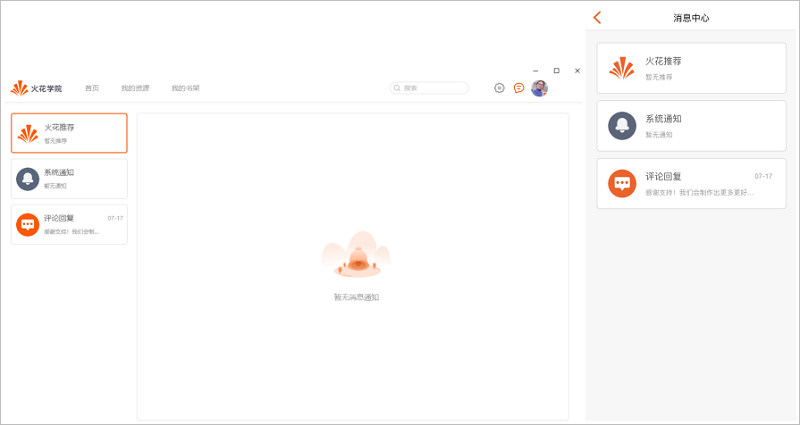 火花学院
首页
我的资源
我的书架
搜索
火花推荐
暂无推荐
系统通知
暂无通知
评论回复
07-17
感谢支持！我们会制...
暂无消息通知
消息中心
火花推荐
暂无推荐
系统通知
暂无通知
评论回复
07-17
感谢支持！我们会制作出更多更好...